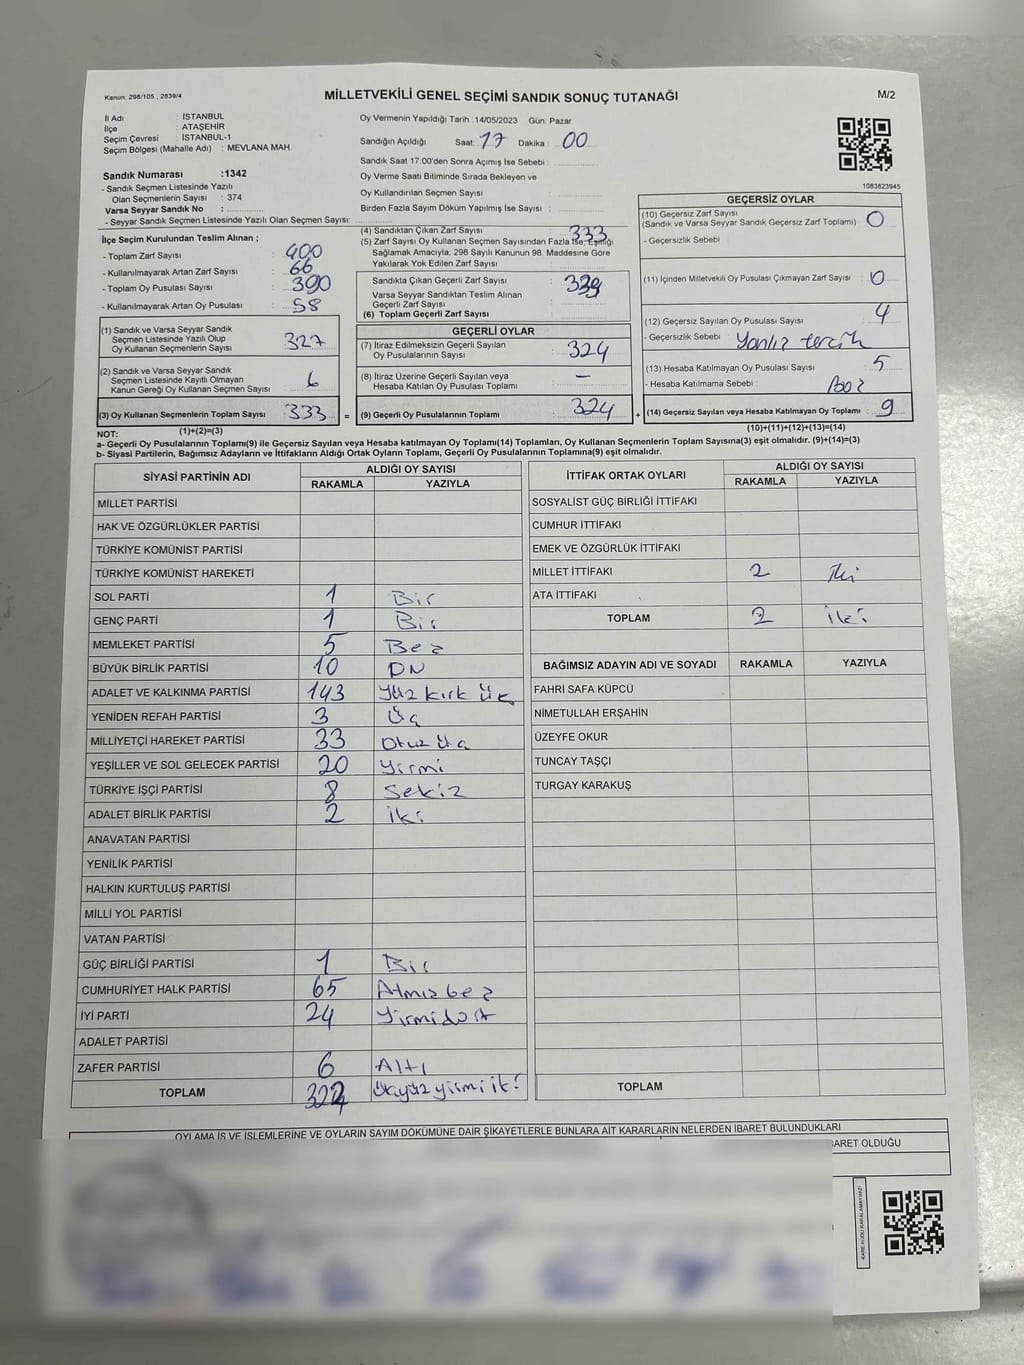 Kanun; 298/105 , 2839/4
MİLLETVEKİLİ GENEL SEÇİMİ SANDIK SONUÇ TUTANAĞI
M/2
İl Adı : İSTANBUL
İlçe : ATAŞEHİR
Seçim Çevresi : İSTANBUL-1
Seçim Bölgesi (Mahalle Adı) : MEVLANA MAH.
Sandık Numarası :1342
- Sandık Seçmen Listesinde Yazılı
Olan Seçmenlerin Sayısı : 374
Varsa Seyyar Sandık No :
- Seyyar Sandık Seçmen Listesinde Yazılı Olan Seçmen Sayısı:
Oy Vermenin Yapıldığı Tarih :14/05/2023 Gün: Pazar
Sandığın Açıldığı Saat : 17 Dakika : 00
Sandık Saat 17:00'den Sonra Açımış İse Sebebi :
Oy Verme Saati Bitiminde Sırada Bekleyen ve
Oy Kullandırılan Seçmen Sayısı :
Birden Fazla Sayım Döküm Yapılmış İse Sayısı :
1083823945
İlçe Seçim Kurulundan Teslim Alınan ;
- Toplam Zarf Sayısı : 400
- Kullanılmayarak Artan Zarf Sayısı : 66
- Toplam Oy Pusulası Sayısı : 390
- Kullanılmayarak Artan Oy Pusulası : 58
(1) Sandık ve Varsa Seyyar Sandık
Seçmen Listesinde Yazılı Olup
Oy Kullanan Seçmenlerin Sayısı : 327
(2) Sandık ve Varsa Seyyar Sandık
Seçmen Listesinde Kayıtlı Olmayan
Kanun Gereği Oy Kullanan Seçmen Sayısı : 6
(3) Oy Kullanan Seçmenlerin Toplam Sayısı : 333 =
(1)+(2)=(3)
(4) Sandıktan Çıkan Zarf Sayısı : 333
(5) Zarf Sayısı Oy Kullanan Seçmen Sayısından Fazla İse, Eşitliği
Sağlamak Amacıyla, 298 Sayılı Kanunun 98. Maddesine Göre
Yakılarak Yok Edilen Zarf Sayısı :
Sandıkta Çıkan Geçerli Zarf Sayısı :
Varsa Seyyar Sandıktan Teslim Alınan
Geçerli Zarf Sayısı :
(6) Toplam Geçerli Zarf Sayısı :
GEÇERLİ OYLAR
(7) İtiraz Edilmeksizin Geçerli Sayılan
Oy Pusulalarının Sayısı : 324
(8) İtiraz Üzerine Geçerli Sayılan veya
Hesaba Katılan Oy Pusulası Toplamı : —
(9) Geçerli Oy Pusulalarının Toplamı : 324 +
GEÇERSİZ OYLAR
(10) Geçersiz Zarf Sayısı
(Sandık ve Varsa Seyyar Sandık Geçersiz Zarf Toplamı) : 0
- Geçersizlik Sebebi :
(11) İçinden Milletvekili Oy Pusulası Çıkmayan Zarf Sayısı : 0
(12) Geçersiz Sayılan Oy Pusulası Sayısı : 4
- Geçersizlik Sebebi : Yanlız tercih
(13) Hesaba Katılmayan Oy Pusulası Sayısı : 5
- Hesaba Katılmama Sebebi :
(14) Geçersiz Sayılan veya Hesaba Katılmayan Oy Toplamı : 9
(10)+(11)+(12)+(13)=(14)
NOT:
a- Geçerli Oy Pusulalarının Toplamı(9) ile Geçersiz Sayılan veya Hesaba katılmayan Oy Toplamı(14) Toplamları, Oy Kullanan Seçmenlerin Toplam Sayısına(3) eşit olmalıdır. (9)+(14)=(3)
b- Siyasi Partilerin, Bağımsız Adayların ve İttifakların Aldığı Ortak Oyların Toplamı, Geçerli Oy Pusulalarının Toplamına(9) eşit olmalıdır.
SİYASİ PARTİNİN ADI ALDIĞI OY SAYISI
RAKAMLA YAZIYLA
MİLLET PARTİSİ
HAK VE ÖZGÜRLÜKLER PARTİSİ
TÜRKİYE KOMÜNİST PARTİSİ
TÜRKİYE KOMÜNİST HAREKETİ
SOL PARTİ 1 Bir
GENÇ PARTİ 1 Bir
MEMLEKET PARTİSİ 5 Beş
BÜYÜK BİRLİK PARTİSİ 10 ON
ADALET VE KALKINMA PARTİSİ 143 Yüz kırk üç
YENİDEN REFAH PARTİSİ 3 Üç
MİLLİYETÇİ HAREKET PARTİSİ 33 Otuz üç
YEŞİLLER VE SOL GELECEK PARTİSİ 20 Yirmi
TÜRKİYE İŞÇİ PARTİSİ 8 Sekiz
ADALET BİRLİK PARTİSİ 2 İki
ANAVATAN PARTİSİ
YENİLİK PARTİSİ
HALKIN KURTULUŞ PARTİSİ
MİLLİ YOL PARTİSİ
VATAN PARTİSİ
GÜÇ BİRLİĞİ PARTİSİ 1 Bir
CUMHURİYET HALK PARTİSİ 65 Atmış beş
İYİ PARTİ 24 Yirmidört
ADALET PARTİSİ
ZAFER PARTİSİ 6 Altı
TOPLAM 322 Üçyüz yirmi iki
İTTİFAK ORTAK OYLARI ALDIĞI OY SAYISI
RAKAMLA YAZIYLA
SOSYALİST GÜÇ BİRLİĞİ İTTİFAKI
CUMHUR İTTİFAKI
EMEK VE ÖZGÜRLÜK İTTİFAKI
MİLLET İTTİFAKI 2 İki
ATA İTTİFAKI
TOPLAM 2 İki
BAĞIMSIZ ADAYIN ADI VE SOYADI RAKAMLA YAZIYLA
FAHRİ SAFA KÜPCÜ
NİMETULLAH ERŞAHİN
ÜZEYFE OKUR
TUNCAY TAŞÇI
TURGAY KARAKUŞ
TOPLAM
OYLAMA İŞ VE İŞLEMLERİNE VE OYLARIN SAYIM DÖKÜMÜNE DAİR ŞİKAYETLERLE BUNLARA AİT KARARLARIN NELERDEN İBARET BULUNDUKLARI
BARET OLDUĞU
KARE KODU KARALAMAYINIZ!